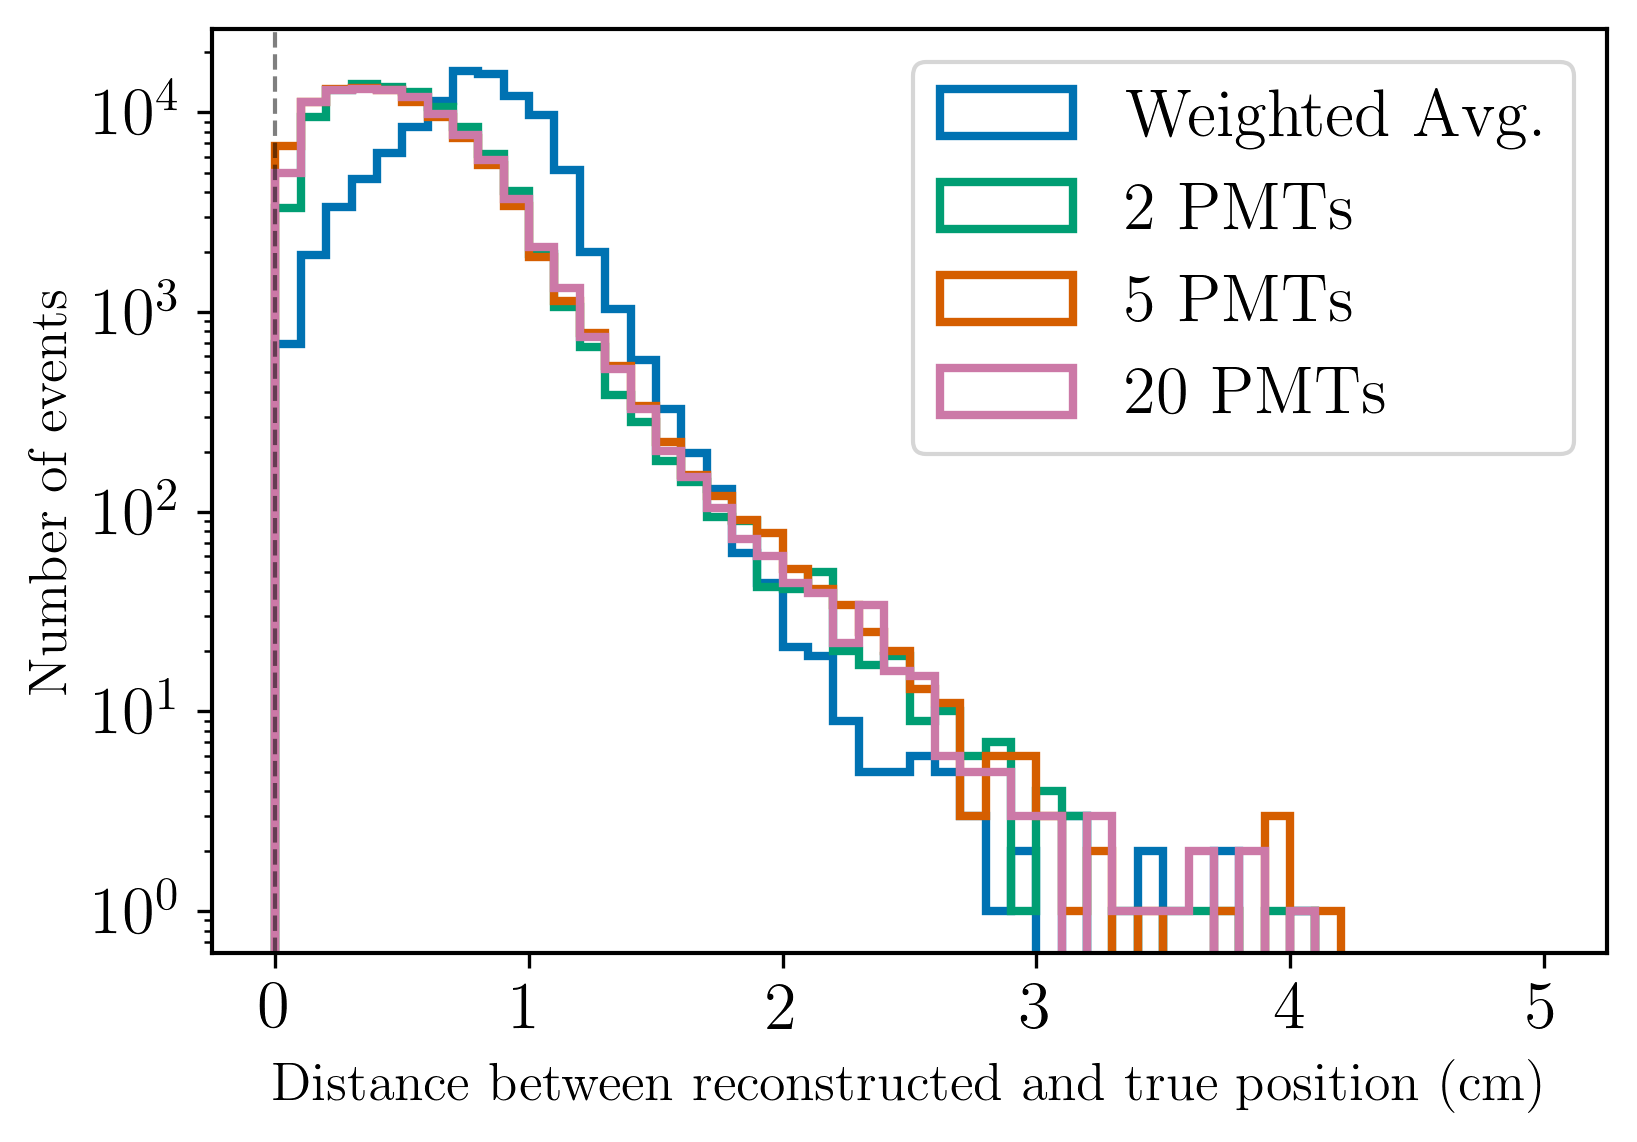 Number of events
10^4
10^3
10^2
10^1
10^0
Weighted Avg.
2 PMTs
5 PMTs
20 PMTs
0 1 2 3 4 5
Distance between reconstructed and true position (cm)